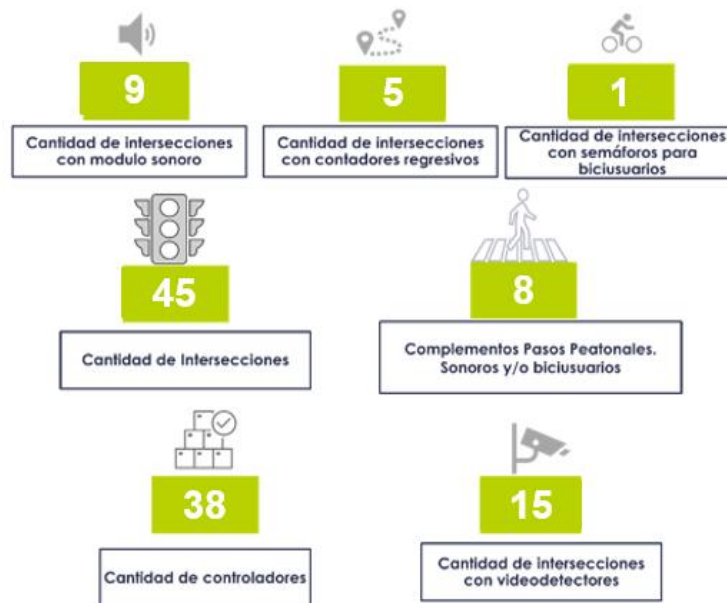 9
Cantidad de intersecciones
con modulo sonoro
5
Cantidad de intersecciones
con contadores regresivos
1
Cantidad de intersecciones
con semáforos para
biciusuarios
45
Cantidad de Intersecciones
8
Complementos Pasos Peatonales.
Sonoros y/o biciusuarios
38
Cantidad de controladores
15
Cantidad de intersecciones
con videodetectores